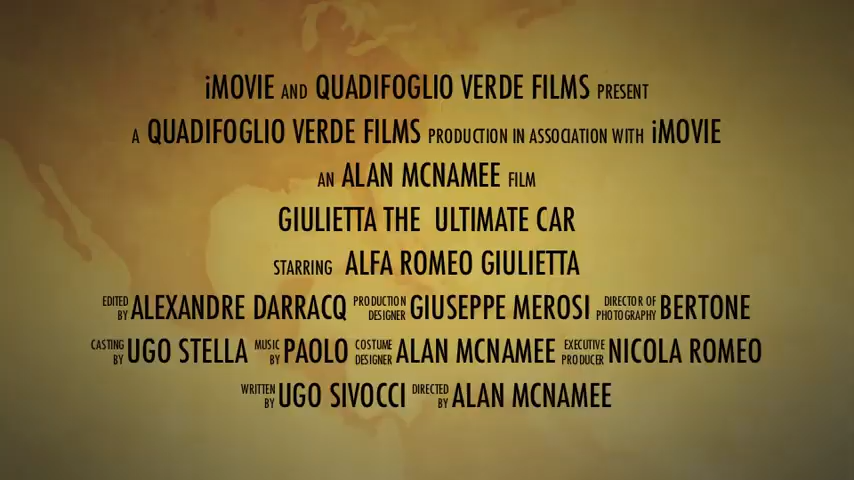 iMOVIE AND QUADIFOGLIO VERDE FILMS PRESENT
A QUADIFOGLIO VERDE FILMS PRODUCTION IN ASSOCIATION WITH iMOVIE
AN ALAN MCNAMEE FILM
GIULIETTA THE ULTIMATE CAR
STARRING ALFA ROMEO GIULIETTA
EDITED BY ALEXANDRE DARRACQ PRODUCTION DESIGNER GIUSEPPE MEROSI DIRECTOR OF PHOTOGRAPHY BERTONE
CASTING BY UGO STELLA MUSIC BY PAOLO COSTUME DESIGNER ALAN MCNAMEE EXECUTIVE PRODUCER NICOLA ROMEO
WRITTEN BY UGO SIVOCCI DIRECTED BY ALAN MCNAMEE